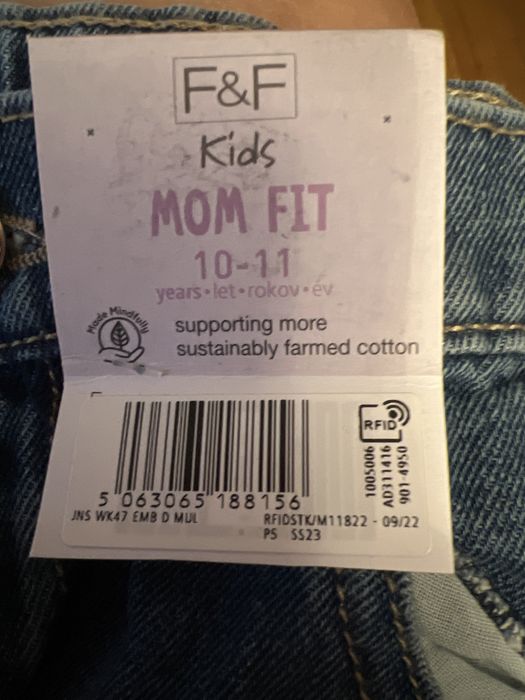 F&F
Kids
MOM FIT
10-11
years•let•rokov•év
Made Mindfully
supporting more
sustainably farmed cotton
RFID
1005006
AD311416
901-4950
5 063065 188156
JNS WK47 EMB D MUL
RFIDSTK/M11822 - 09/22
PS SS23